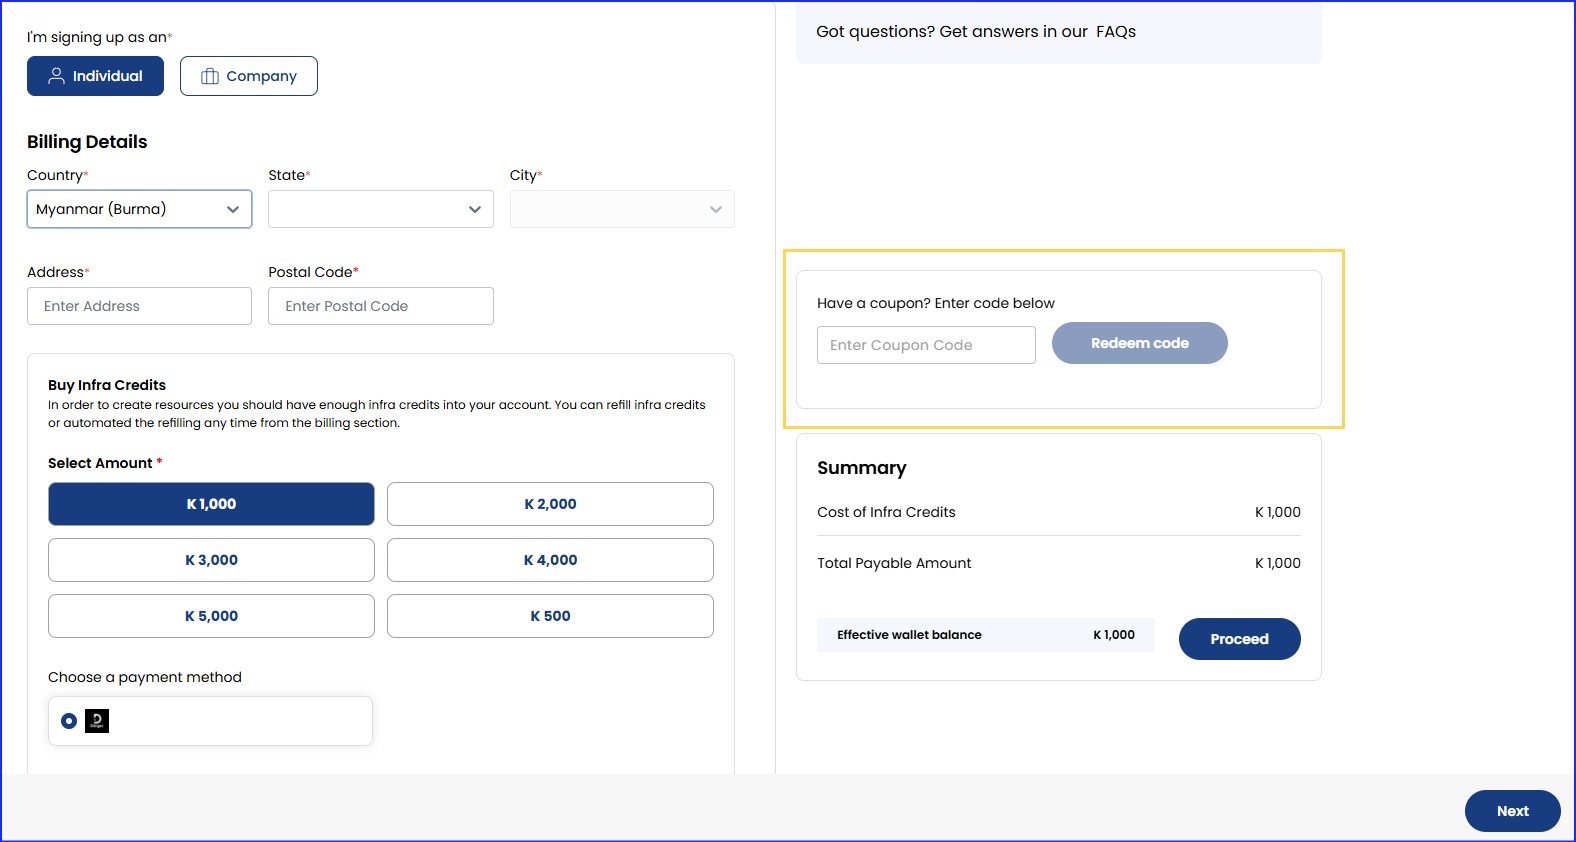 I'm signing up as an*
Individual
Company
Billing Details
Country*
State*
City*
Myanmar (Burma)
Address*
Postal Code*
Enter Address
Enter Postal Code
Buy Infra Credits
In order to create resources you should have enough infra credits into your account. You can refill infra credits
or automated the refilling any time from the billing section.
Select Amount *
K 1,000
K 2,000
K 3,000
K 4,000
K 5,000
K 500
Choose a payment method
Got questions? Get answers in our FAQs
Have a coupon? Enter code below
Enter Coupon Code
Redeem code
Summary
Cost of Infra Credits
K 1,000
Total Payable Amount
K 1,000
Effective wallet balance
K 1,000
Proceed
Next